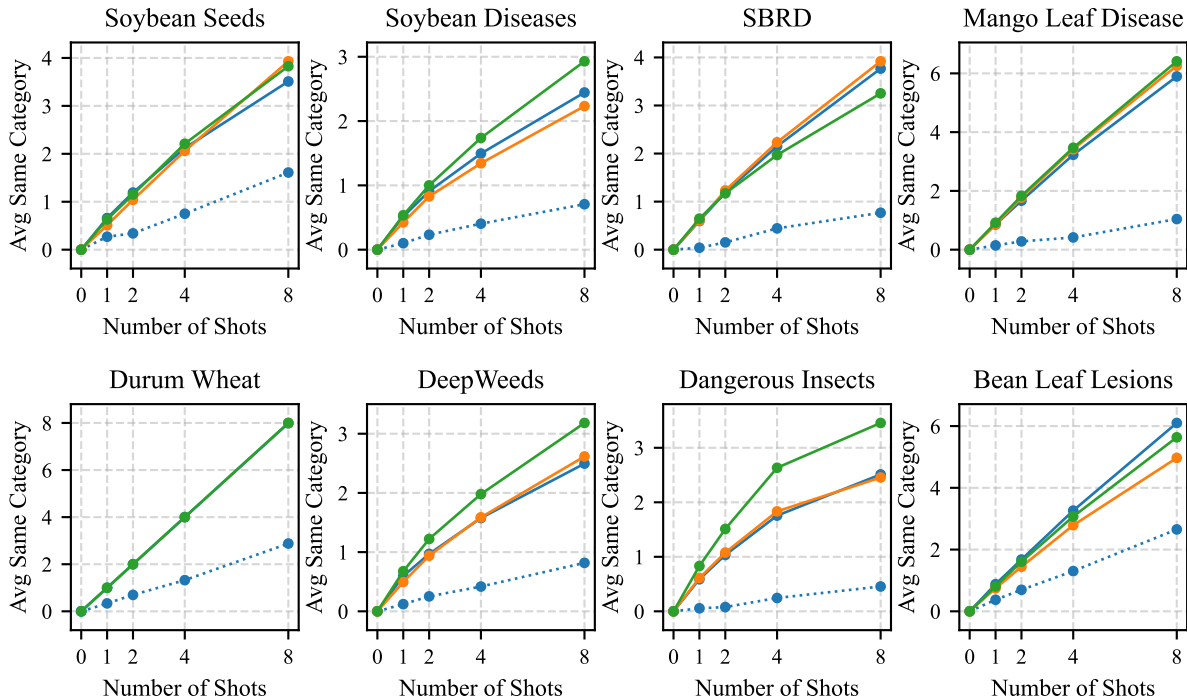 Soybean Seeds
Avg Same Category
4
3
2
1
0
0 1 2 4 8
Number of Shots
Soybean Diseases
Avg Same Category
3
2
1
0
0 1 2 4 8
Number of Shots
SBRD
Avg Same Category
4
3
2
1
0
0 1 2 4 8
Number of Shots
Mango Leaf Disease
Avg Same Category
6
4
2
0
0 1 2 4 8
Number of Shots
Durum Wheat
Avg Same Category
8
6
4
2
0
0 1 2 4 8
Number of Shots
DeepWeeds
Avg Same Category
3
2
1
0
0 1 2 4 8
Number of Shots
Dangerous Insects
Avg Same Category
3
2
1
0
0 1 2 4 8
Number of Shots
Bean Leaf Lesions
Avg Same Category
6
4
2
0
0 1 2 4 8
Number of Shots